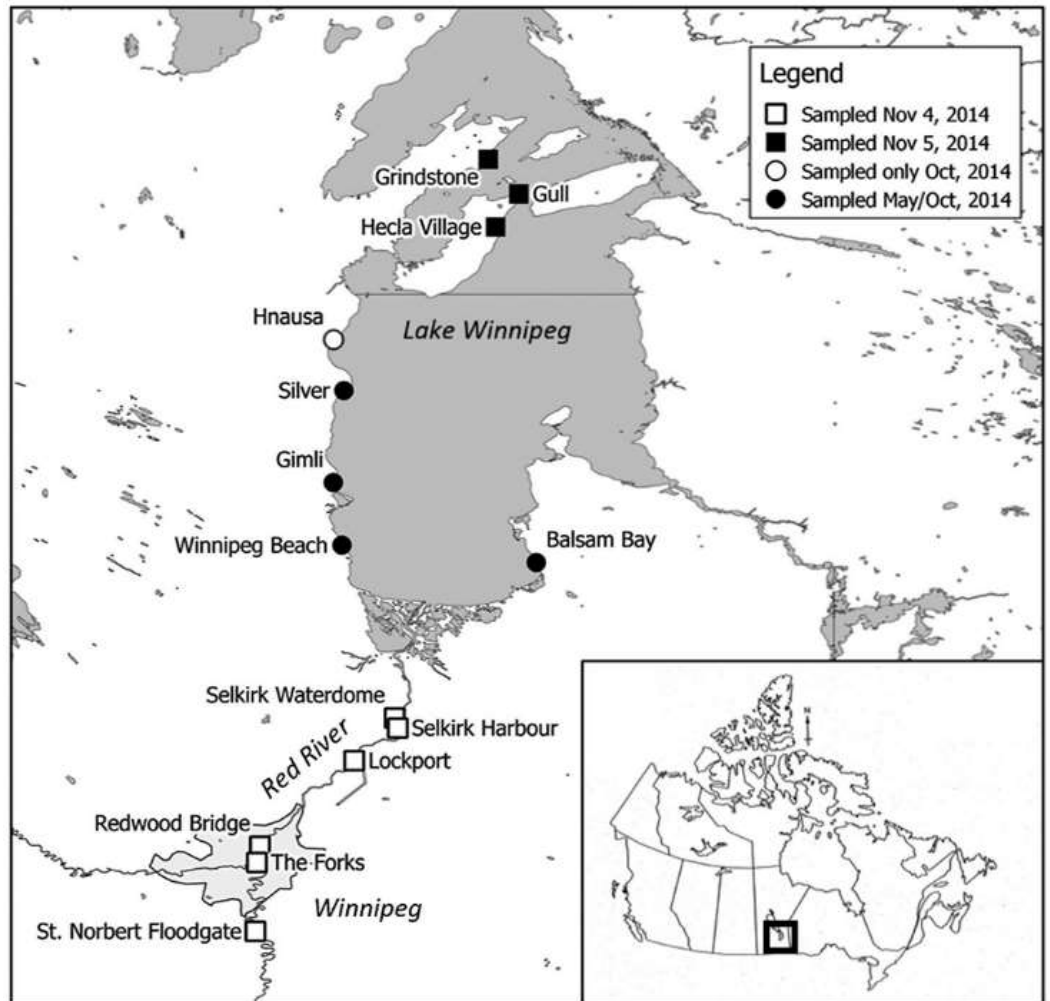 Legend
Sampled Nov 4, 2014
Sampled Nov 5, 2014
Sampled only Oct, 2014
Sampled May/Oct, 2014
Grindstone
Gull
Hecla Village
Hnausa
Lake Winnipeg
Silver
Gimli
Winnipeg Beach
Balsam Bay
Selkirk Waterdome
Selkirk Harbour
Red River
Lockport
Redwood Bridge
The Forks
Winnipeg
St. Norbert Floodgate
N